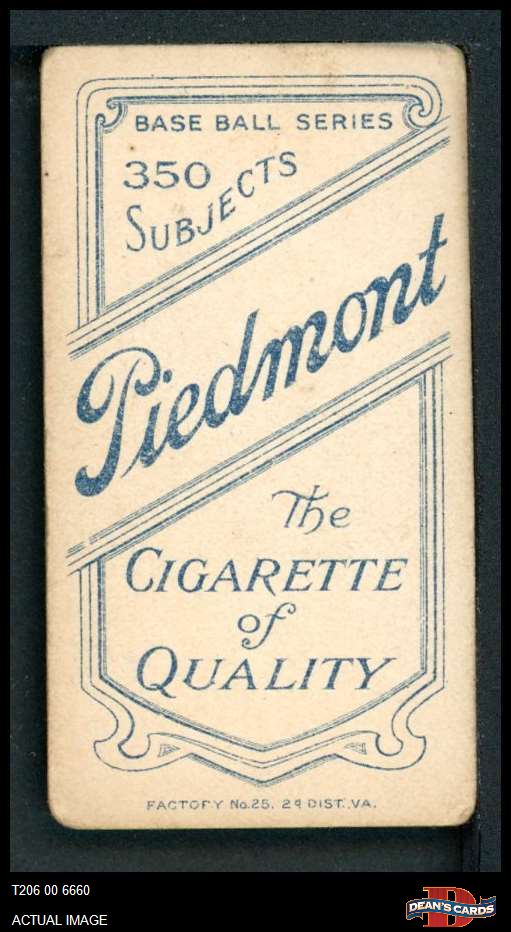 BASE BALL SERIES
350
SUBJECTS
Piedmont
The
CIGARETTE
of
QUALITY
FACTORY No. 25. 2d DIST. VA.
T206 00 6660
ACTUAL IMAGE
D
DEAN'S CARDS